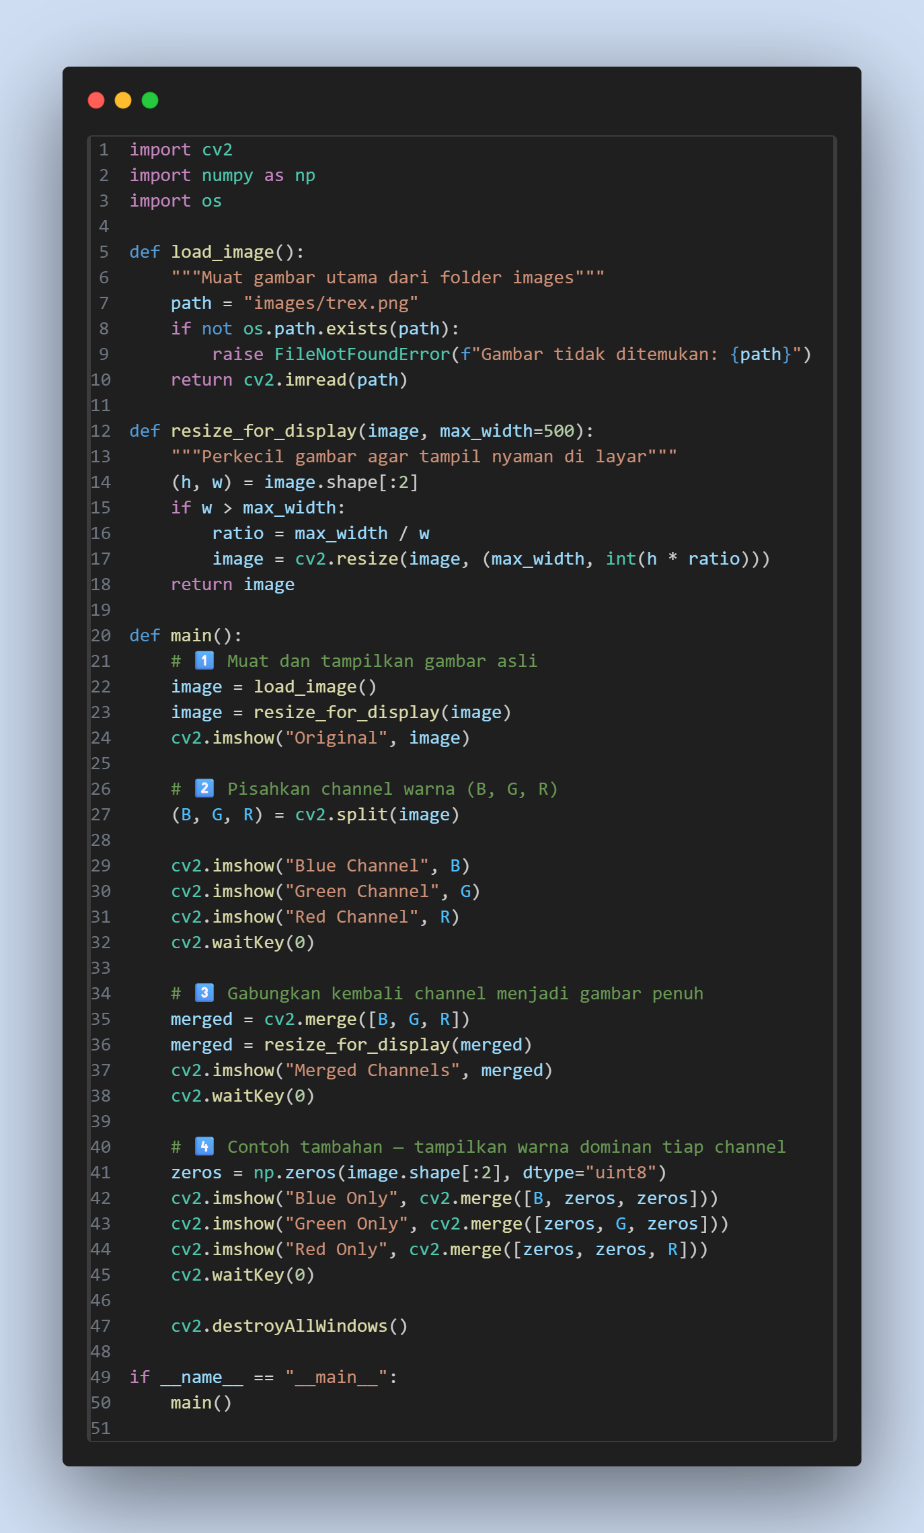 1 import cv2
2 import numpy as np
3 import os
4
5 def load_image():
6     """Muat gambar utama dari folder images"""
7     path = "images/trex.png"
8     if not os.path.exists(path):
9         raise FileNotFoundError(f"Gambar tidak ditemukan: {path}")
10     return cv2.imread(path)
11
12 def resize_for_display(image, max_width=500):
13     """Perkecil gambar agar tampil nyaman di layar"""
14     (h, w) = image.shape[:2]
15     if w > max_width:
16         ratio = max_width / w
17         image = cv2.resize(image, (max_width, int(h * ratio)))
18     return image
19
20 def main():
21     # 1️⃣ Muat dan tampilkan gambar asli
22     image = load_image()
23     image = resize_for_display(image)
24     cv2.imshow("Original", image)
25
26     # 2️⃣ Pisahkan channel warna (B, G, R)
27     (B, G, R) = cv2.split(image)
28
29     cv2.imshow("Blue Channel", B)
30     cv2.imshow("Green Channel", G)
31     cv2.imshow("Red Channel", R)
32     cv2.waitKey(0)
33
34     # 3️⃣ Gabungkan kembali channel menjadi gambar penuh
35     merged = cv2.merge([B, G, R])
36     merged = resize_for_display(merged)
37     cv2.imshow("Merged Channels", merged)
38     cv2.waitKey(0)
39
40     # 4️⃣ Contoh tambahan — tampilkan warna dominan tiap channel
41     zeros = np.zeros(image.shape[:2], dtype="uint8")
42     cv2.imshow("Blue Only", cv2.merge([B, zeros, zeros]))
43     cv2.imshow("Green Only", cv2.merge([zeros, G, zeros]))
44     cv2.imshow("Red Only", cv2.merge([zeros, zeros, R]))
45     cv2.waitKey(0)
46
47     cv2.destroyAllWindows()
48
49 if __name__ == "__main__":
50     main()
51